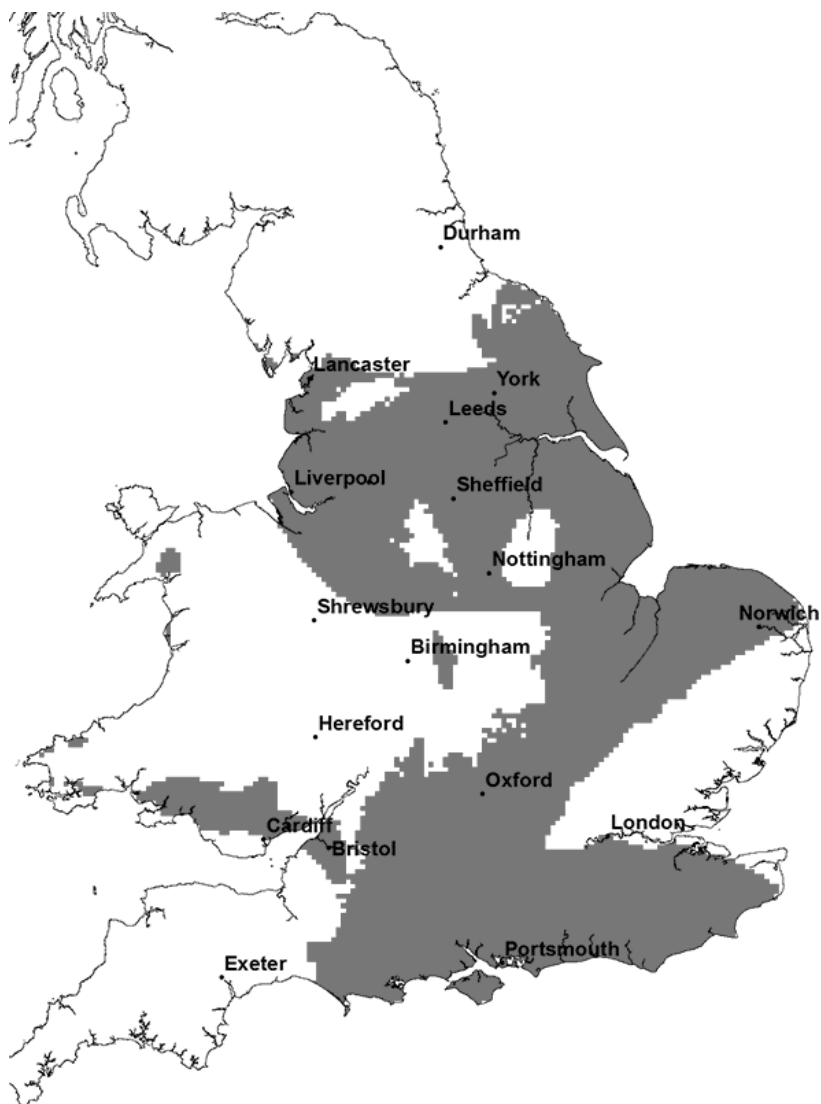 Durham
Lancaster
York
Leeds
Liverpool
Sheffield
Nottingham
Shrewsbury
Norwich
Birmingham
Hereford
Oxford
London
Cardiff
Bristol
Portsmouth
Exeter